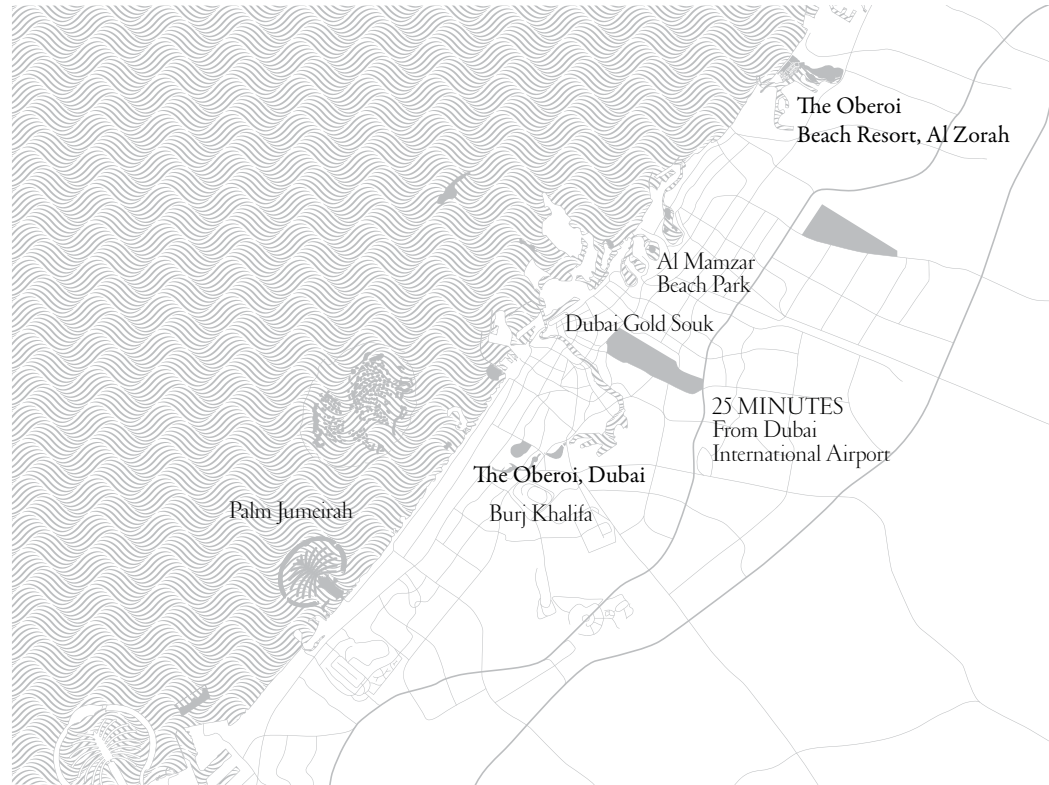 The Oberoi
Beach Resort, Al Zorah
Al Mamzar
Beach Park
Dubai Gold Souk
25 MINUTES
From Dubai
International Airport
The Oberoi, Dubai
Burj Khalifa
Palm Jumeirah